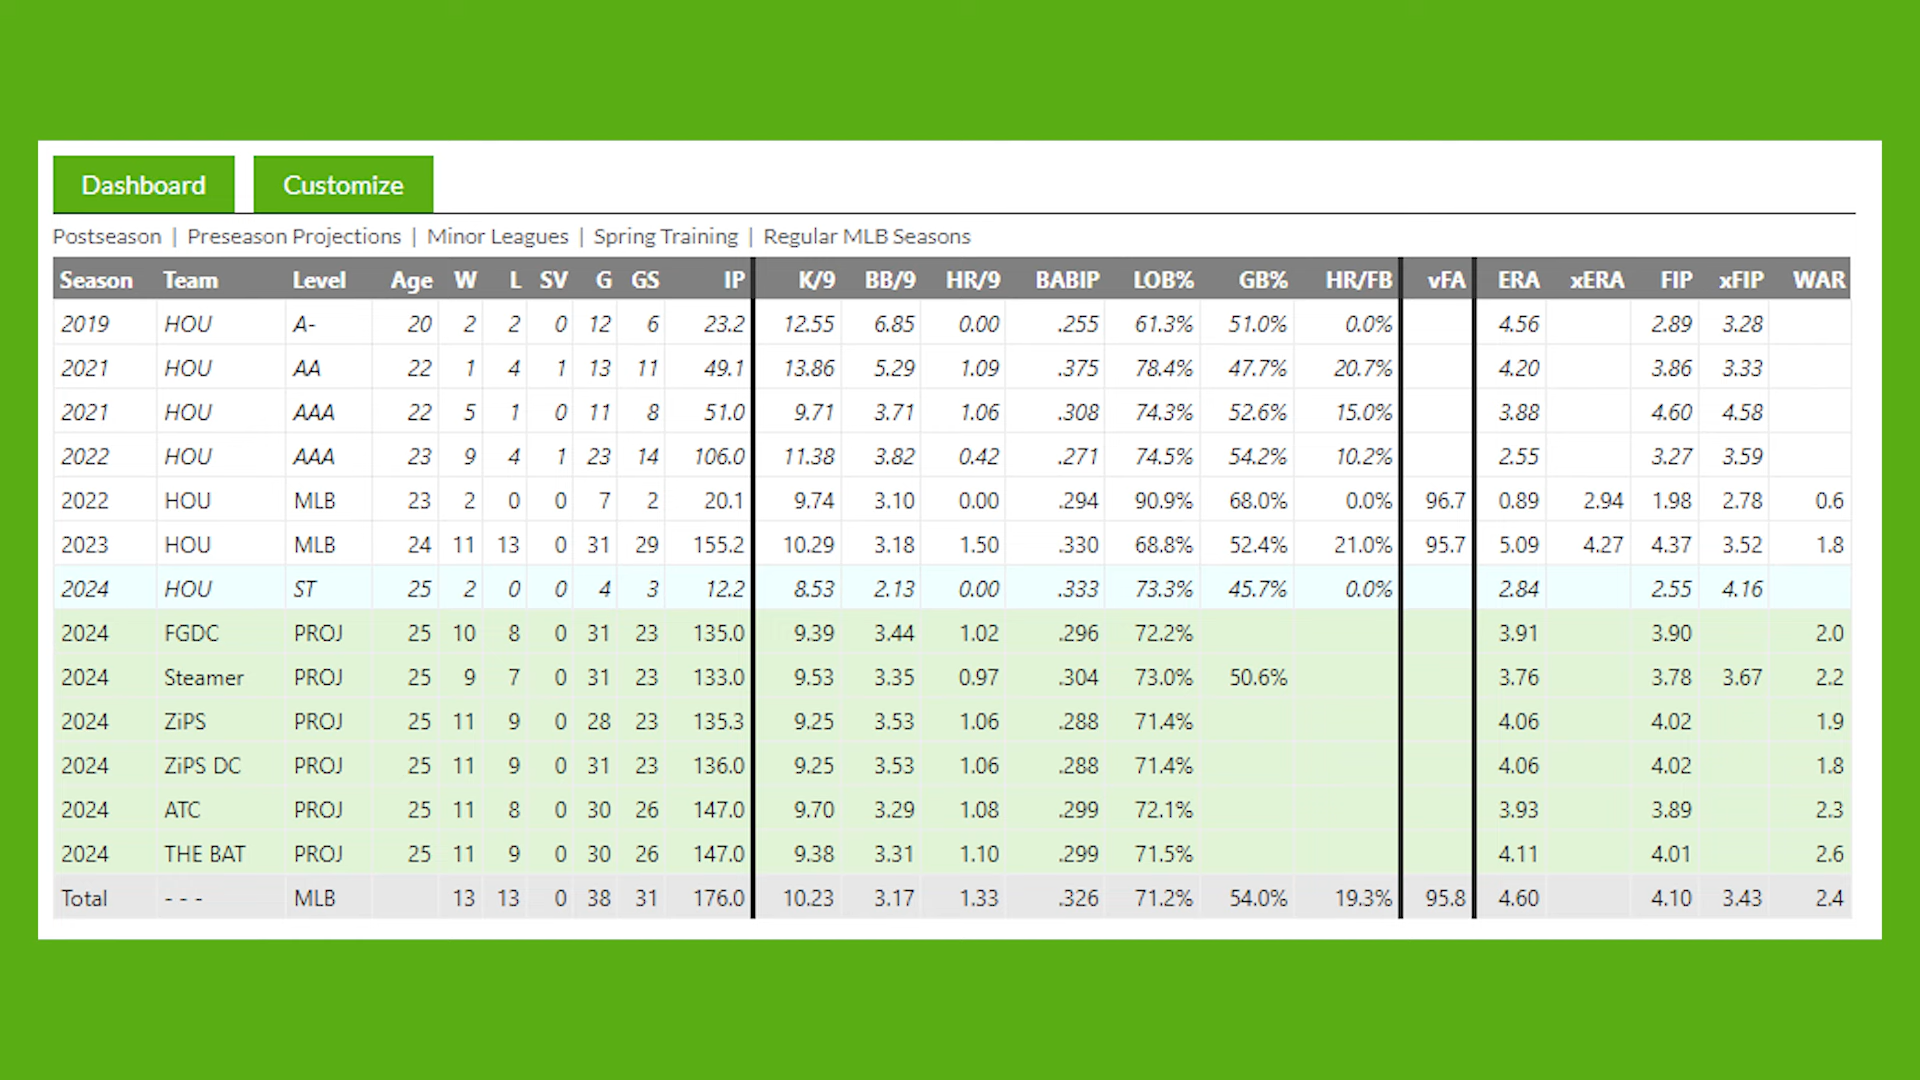 Dashboard Customize
Postseason | Preseason Projections | Minor Leagues | Spring Training | Regular MLB Seasons
Season Team Level Age W L SV G GS IP K/9 BB/9 HR/9 BABIP LOB% GB% HR/FB vFA ERA xERA FIP xFIP WAR
2019 HOU A- 20 2 2 0 12 6 23.2 12.55 6.85 0.00 .255 61.3% 51.0% 0.0% 4.56 2.89 3.28
2021 HOU AA 22 1 4 1 13 11 49.1 13.86 5.29 1.09 .375 78.4% 47.7% 20.7% 4.20 3.86 3.33
2021 HOU AAA 22 5 1 0 11 8 51.0 9.71 3.71 1.06 .308 74.3% 52.6% 15.0% 3.88 4.60 4.58
2022 HOU AAA 23 9 4 1 23 14 106.0 11.38 3.82 0.42 .271 74.5% 54.2% 10.2% 2.55 3.27 3.59
2022 HOU MLB 23 2 0 0 7 2 20.1 9.74 3.10 0.00 .294 90.9% 68.0% 0.0% 96.7 0.89 2.94 1.98 2.78 0.6
2023 HOU MLB 24 11 13 0 31 29 155.2 10.29 3.18 1.50 .330 68.8% 52.4% 21.0% 95.7 5.09 4.27 4.37 3.52 1.8
2024 HOU ST 25 2 0 0 4 3 12.2 8.53 2.13 0.00 .333 73.3% 45.7% 0.0% 2.84 2.55 4.16
2024 FGDC PROJ 25 10 8 0 31 23 135.0 9.39 3.44 1.02 .296 72.2% 3.91 3.90 2.0
2024 Steamer PROJ 25 9 7 0 31 23 133.0 9.53 3.35 0.97 .304 73.0% 50.6% 3.76 3.78 3.67 2.2
2024 ZiPS PROJ 25 11 9 0 28 23 135.3 9.25 3.53 1.06 .288 71.4% 4.06 4.02 1.9
2024 ZiPS DC PROJ 25 11 9 0 31 23 136.0 9.25 3.53 1.06 .288 71.4% 4.06 4.02 1.8
2024 ATC PROJ 25 11 8 0 30 26 147.0 9.70 3.29 1.08 .299 72.1% 3.93 3.89 2.3
2024 THE BAT PROJ 25 11 9 0 30 26 147.0 9.38 3.31 1.10 .299 71.5% 4.11 4.01 2.6
Total - - - MLB 13 13 0 38 31 176.0 10.23 3.17 1.33 .326 71.2% 54.0% 19.3% 95.8 4.60 4.10 3.43 2.4